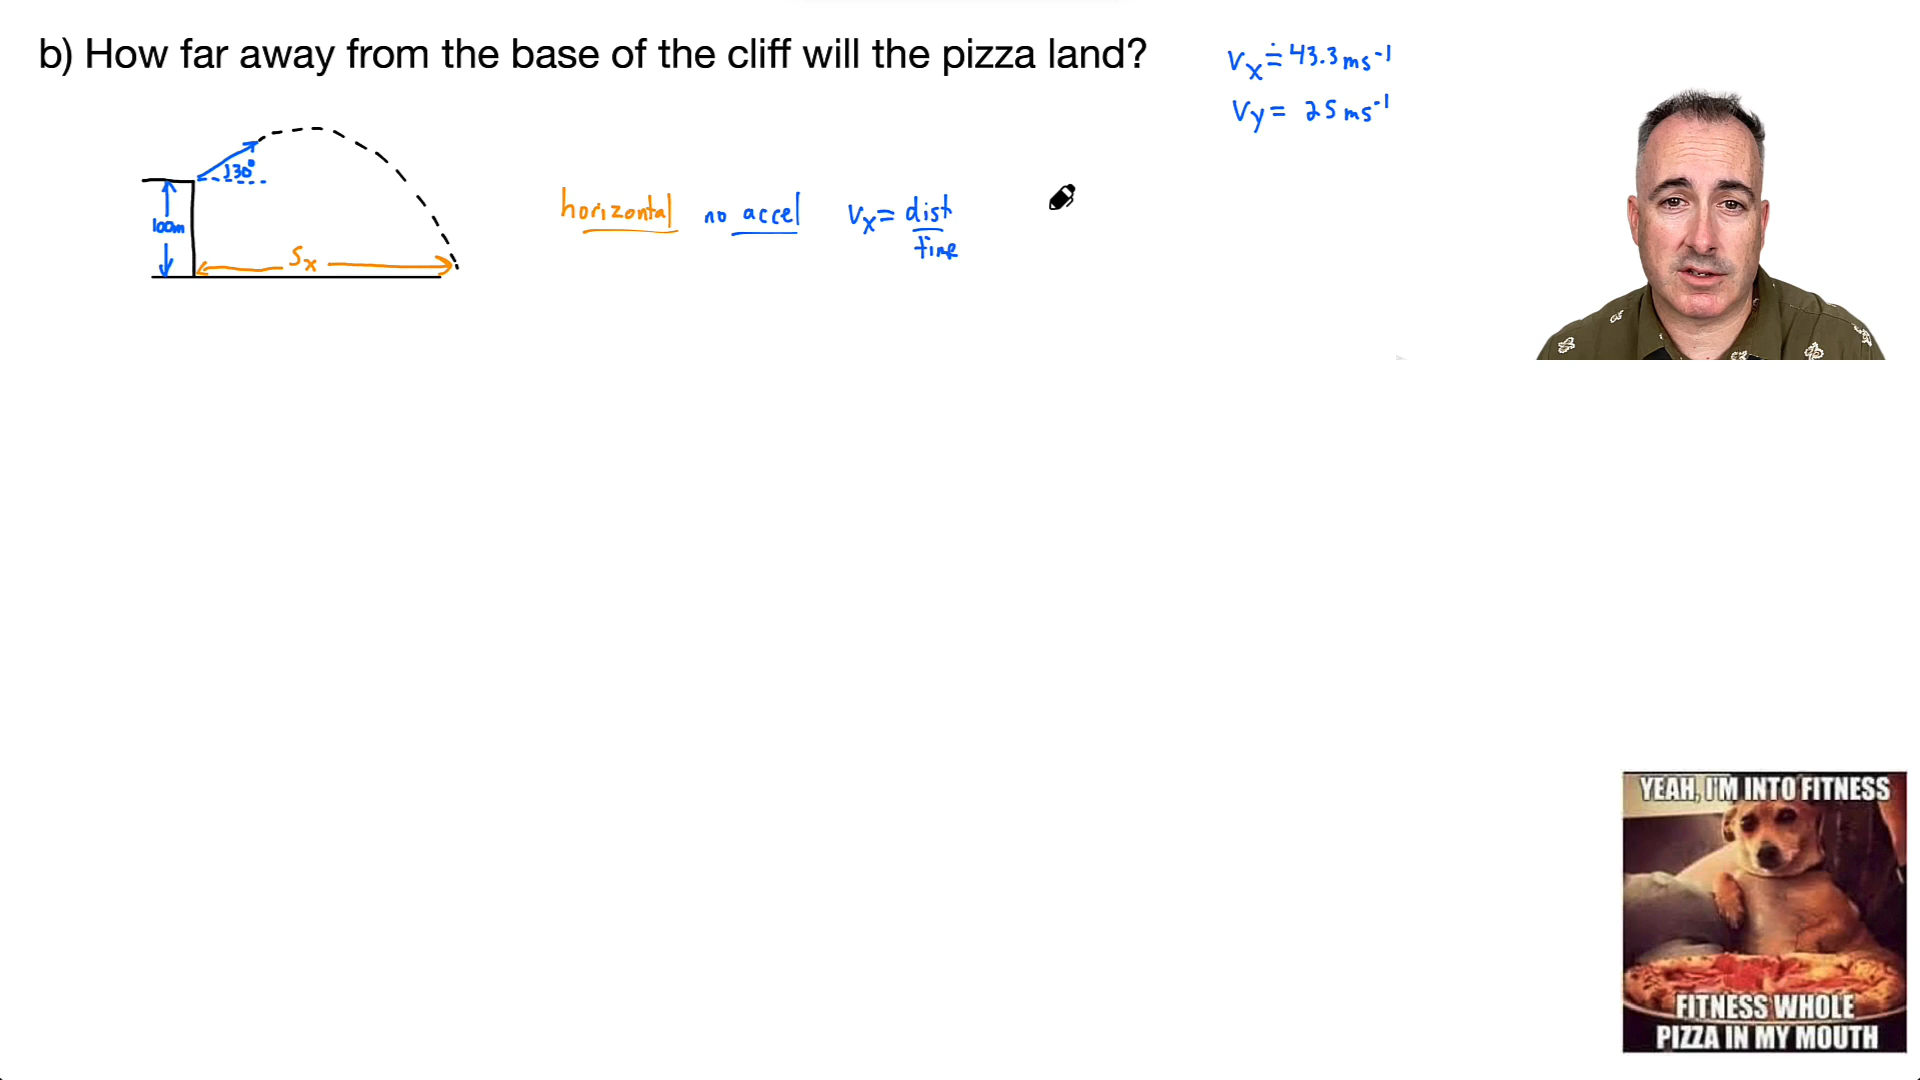 b) How far away from the base of the cliff will the pizza land?
Vx ≐ 43.3 ms⁻¹
Vy = 25 ms⁻¹
30°
100m
Sx
horizontal no accel Vx = dist
time
YEAH, I'M INTO FITNESS
FITNESS WHOLE
PIZZA IN MY MOUTH